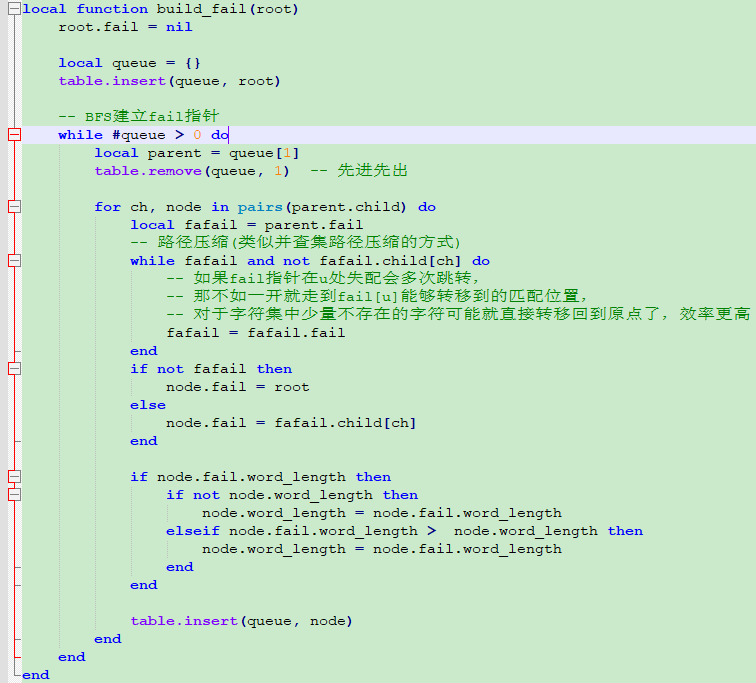 local function build_fail(root)
    root.fail = nil

    local queue = {}
    table.insert(queue, root)

    -- BFS建立fail指针
    while #queue > 0 do
        local parent = queue[1]
        table.remove(queue, 1)  -- 先进先出

        for ch, node in pairs(parent.child) do
            local fafail = parent.fail
            -- 路径压缩(类似并查集路径压缩的方式)
            while fafail and not fafail.child[ch] do
                -- 如果fail指针在u处失配会多次跳转，
                -- 那不如一开就走到fail[u]能够转移到的匹配位置，
                -- 对于字符集中少量不存在的字符可能就直接转移回到原点了，效率更高
                fafail = fafail.fail
            end
            if not fafail then
                node.fail = root
            else
                node.fail = fafail.child[ch]
            end

            if node.fail.word_length then
                if not node.word_length then
                    node.word_length = node.fail.word_length
                elseif node.fail.word_length >  node.word_length then
                    node.word_length = node.fail.word_length
                end
            end

            table.insert(queue, node)
        end
    end
end